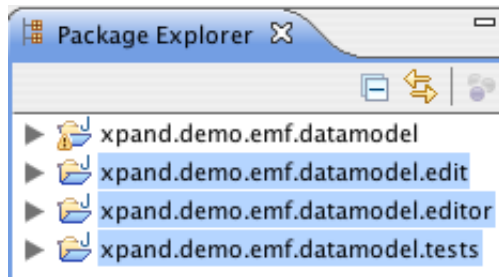 Package Explorer
xpand.demo.emf.datamodel
xpand.demo.emf.datamodel.edit
xpand.demo.emf.datamodel.editor
xpand.demo.emf.datamodel.tests